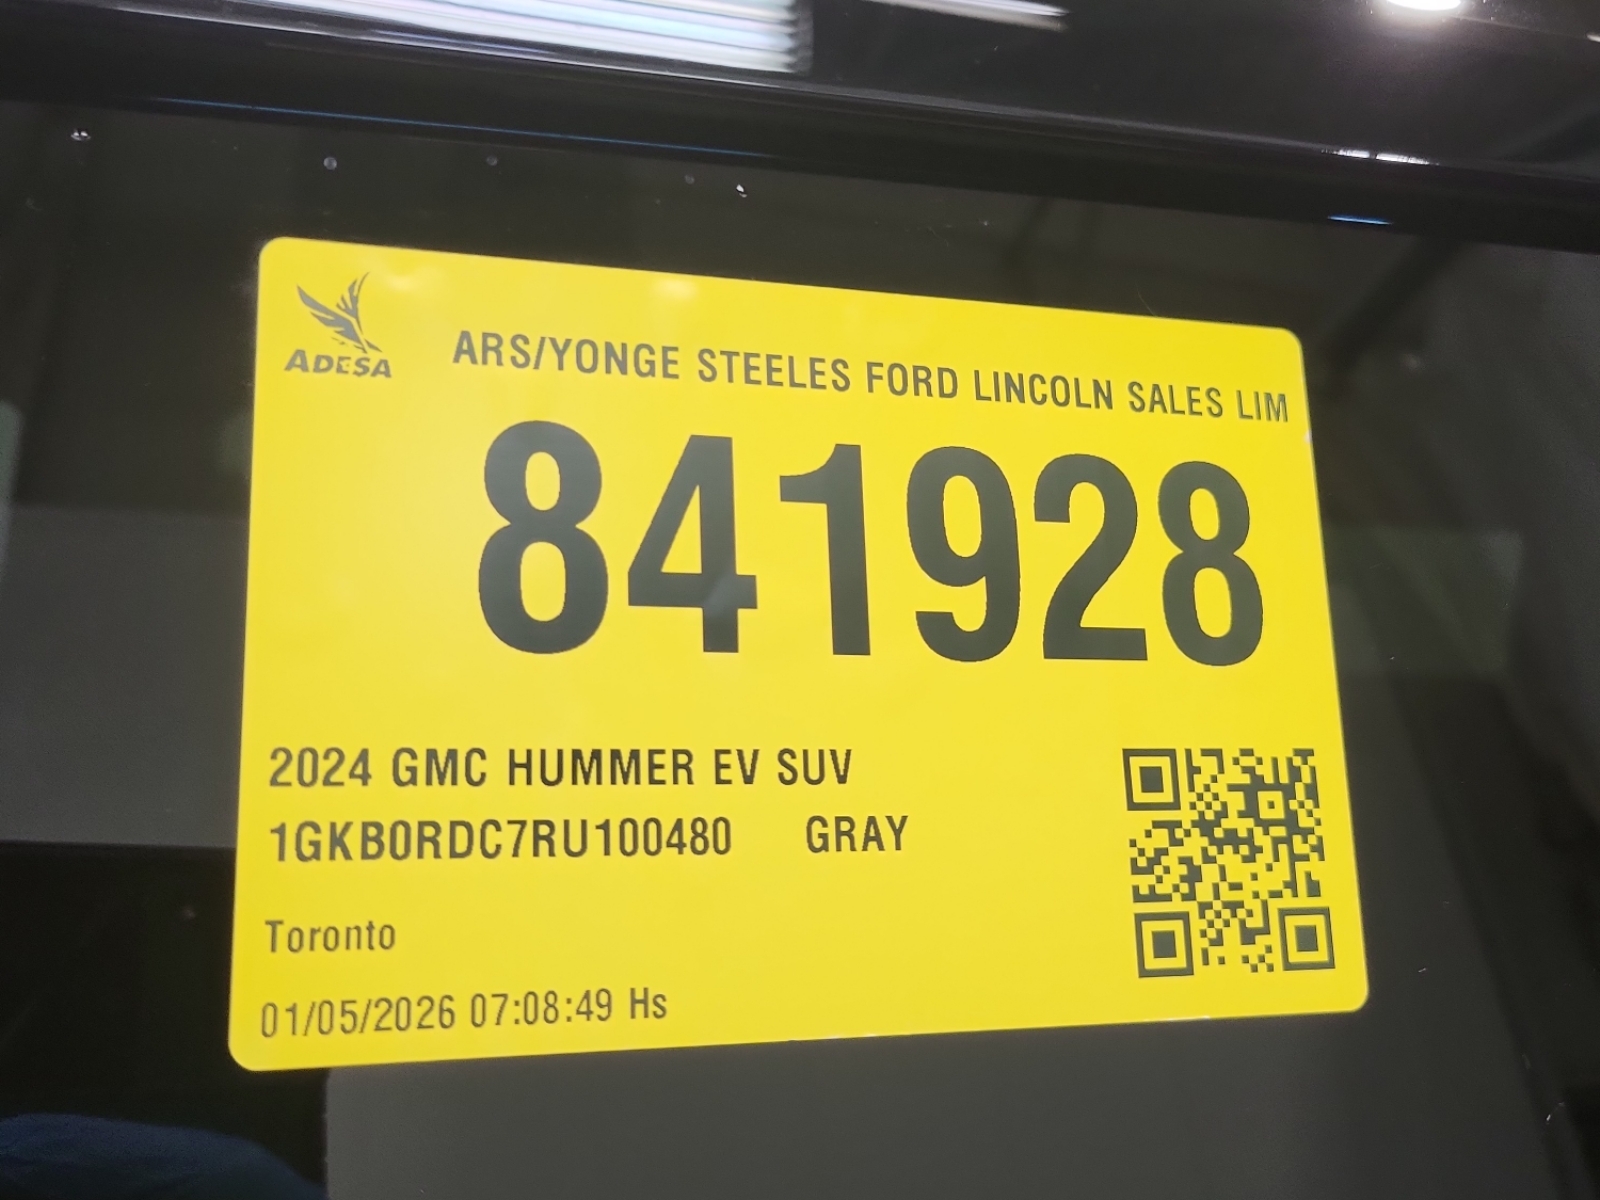 ADESA
ARS/YONGE STEELES FORD LINCOLN SALES LIM
841928
2024 GMC HUMMER EV SUV
1GKB0RDC7RU100480 GRAY
Toronto
01/05/2026 07:08:49 Hs